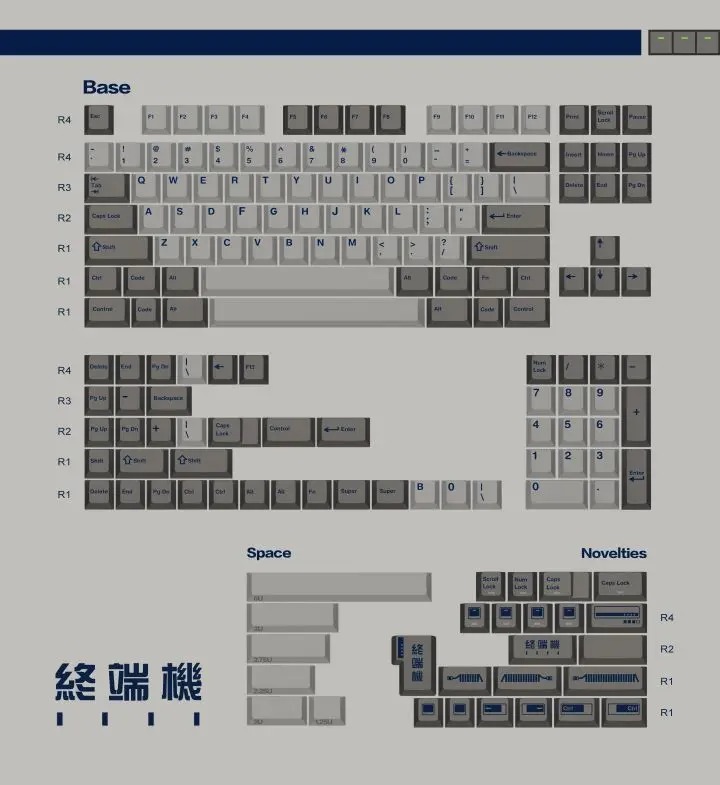 Base
R4 Esc F1 F2 F3 F4 F5 F6 F7 F8 F9 F10 F11 F12 Print Scroll Lock Pause
R4 ~ ` ! 1 @ 2 # 3 $ 4 % 5 ^ 6 & 7 * 8 ( 9 ) 0 _ - + = ← Backspace Insert Home Pg Up
R3 Tab Q W E R T Y U I O P { [ } ] | \ Delete End Pg Dn
R2 Caps Lock A S D F G H J K L : ; " ' Enter
R1 Shift Z X C V B N M < , > . ? / Shift ↑
R1 Ctrl Code Alt Alt Code Fn Ctrl ← ↓ →
R1 Control Code Alt Alt Code Control
R4 Delete End Pg Dn | \ ← F13 Num Lock / * -
R3 Pg Up - Backspace 7 8 9 +
R2 Pg Up Pg Dn + | \ Caps Lock Control Enter 4 5 6
R1 Shift Shift Shift 1 2 3 Enter
R1 Delete End Pg Dn Ctrl Ctrl Alt Alt Fn Super Super B O | \ 0 .
Space
Novelties
6U
3U
2.75U
2.25U
2U 1.25U
Scroll Lock Num Lock Caps Lock Caps Lock
R4
終端機 R2
終端機
R1
Ctrl Ctrl R1
終端機